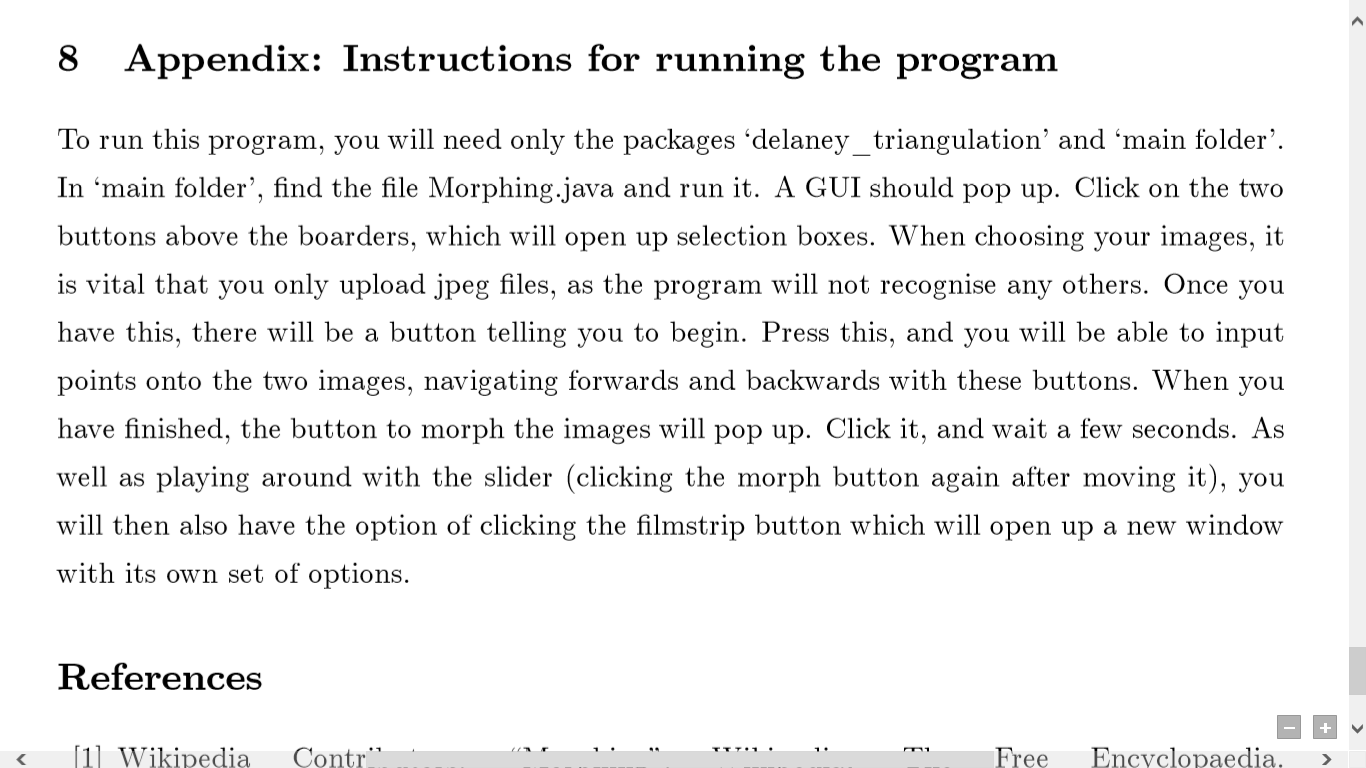 8 Appendix: Instructions for running the program
To run this program, you will need only the packages ‘delaney_triangulation’ and ‘main folder’.
In ‘main folder’, find the file Morphing.java and run it. A GUI should pop up. Click on the two
buttons above the boarders, which will open up selection boxes. When choosing your images, it
is vital that you only upload jpeg files, as the program will not recognise any others. Once you
have this, there will be a button telling you to begin. Press this, and you will be able to input
points onto the two images, navigating forwards and backwards with these buttons. When you
have finished, the button to morph the images will pop up. Click it, and wait a few seconds. As
well as playing around with the slider (clicking the morph button again after moving it), you
will then also have the option of clicking the filmstrip button which will open up a new window
with its own set of options.
References
[1] Wikipedia Free Encyclopaedia.